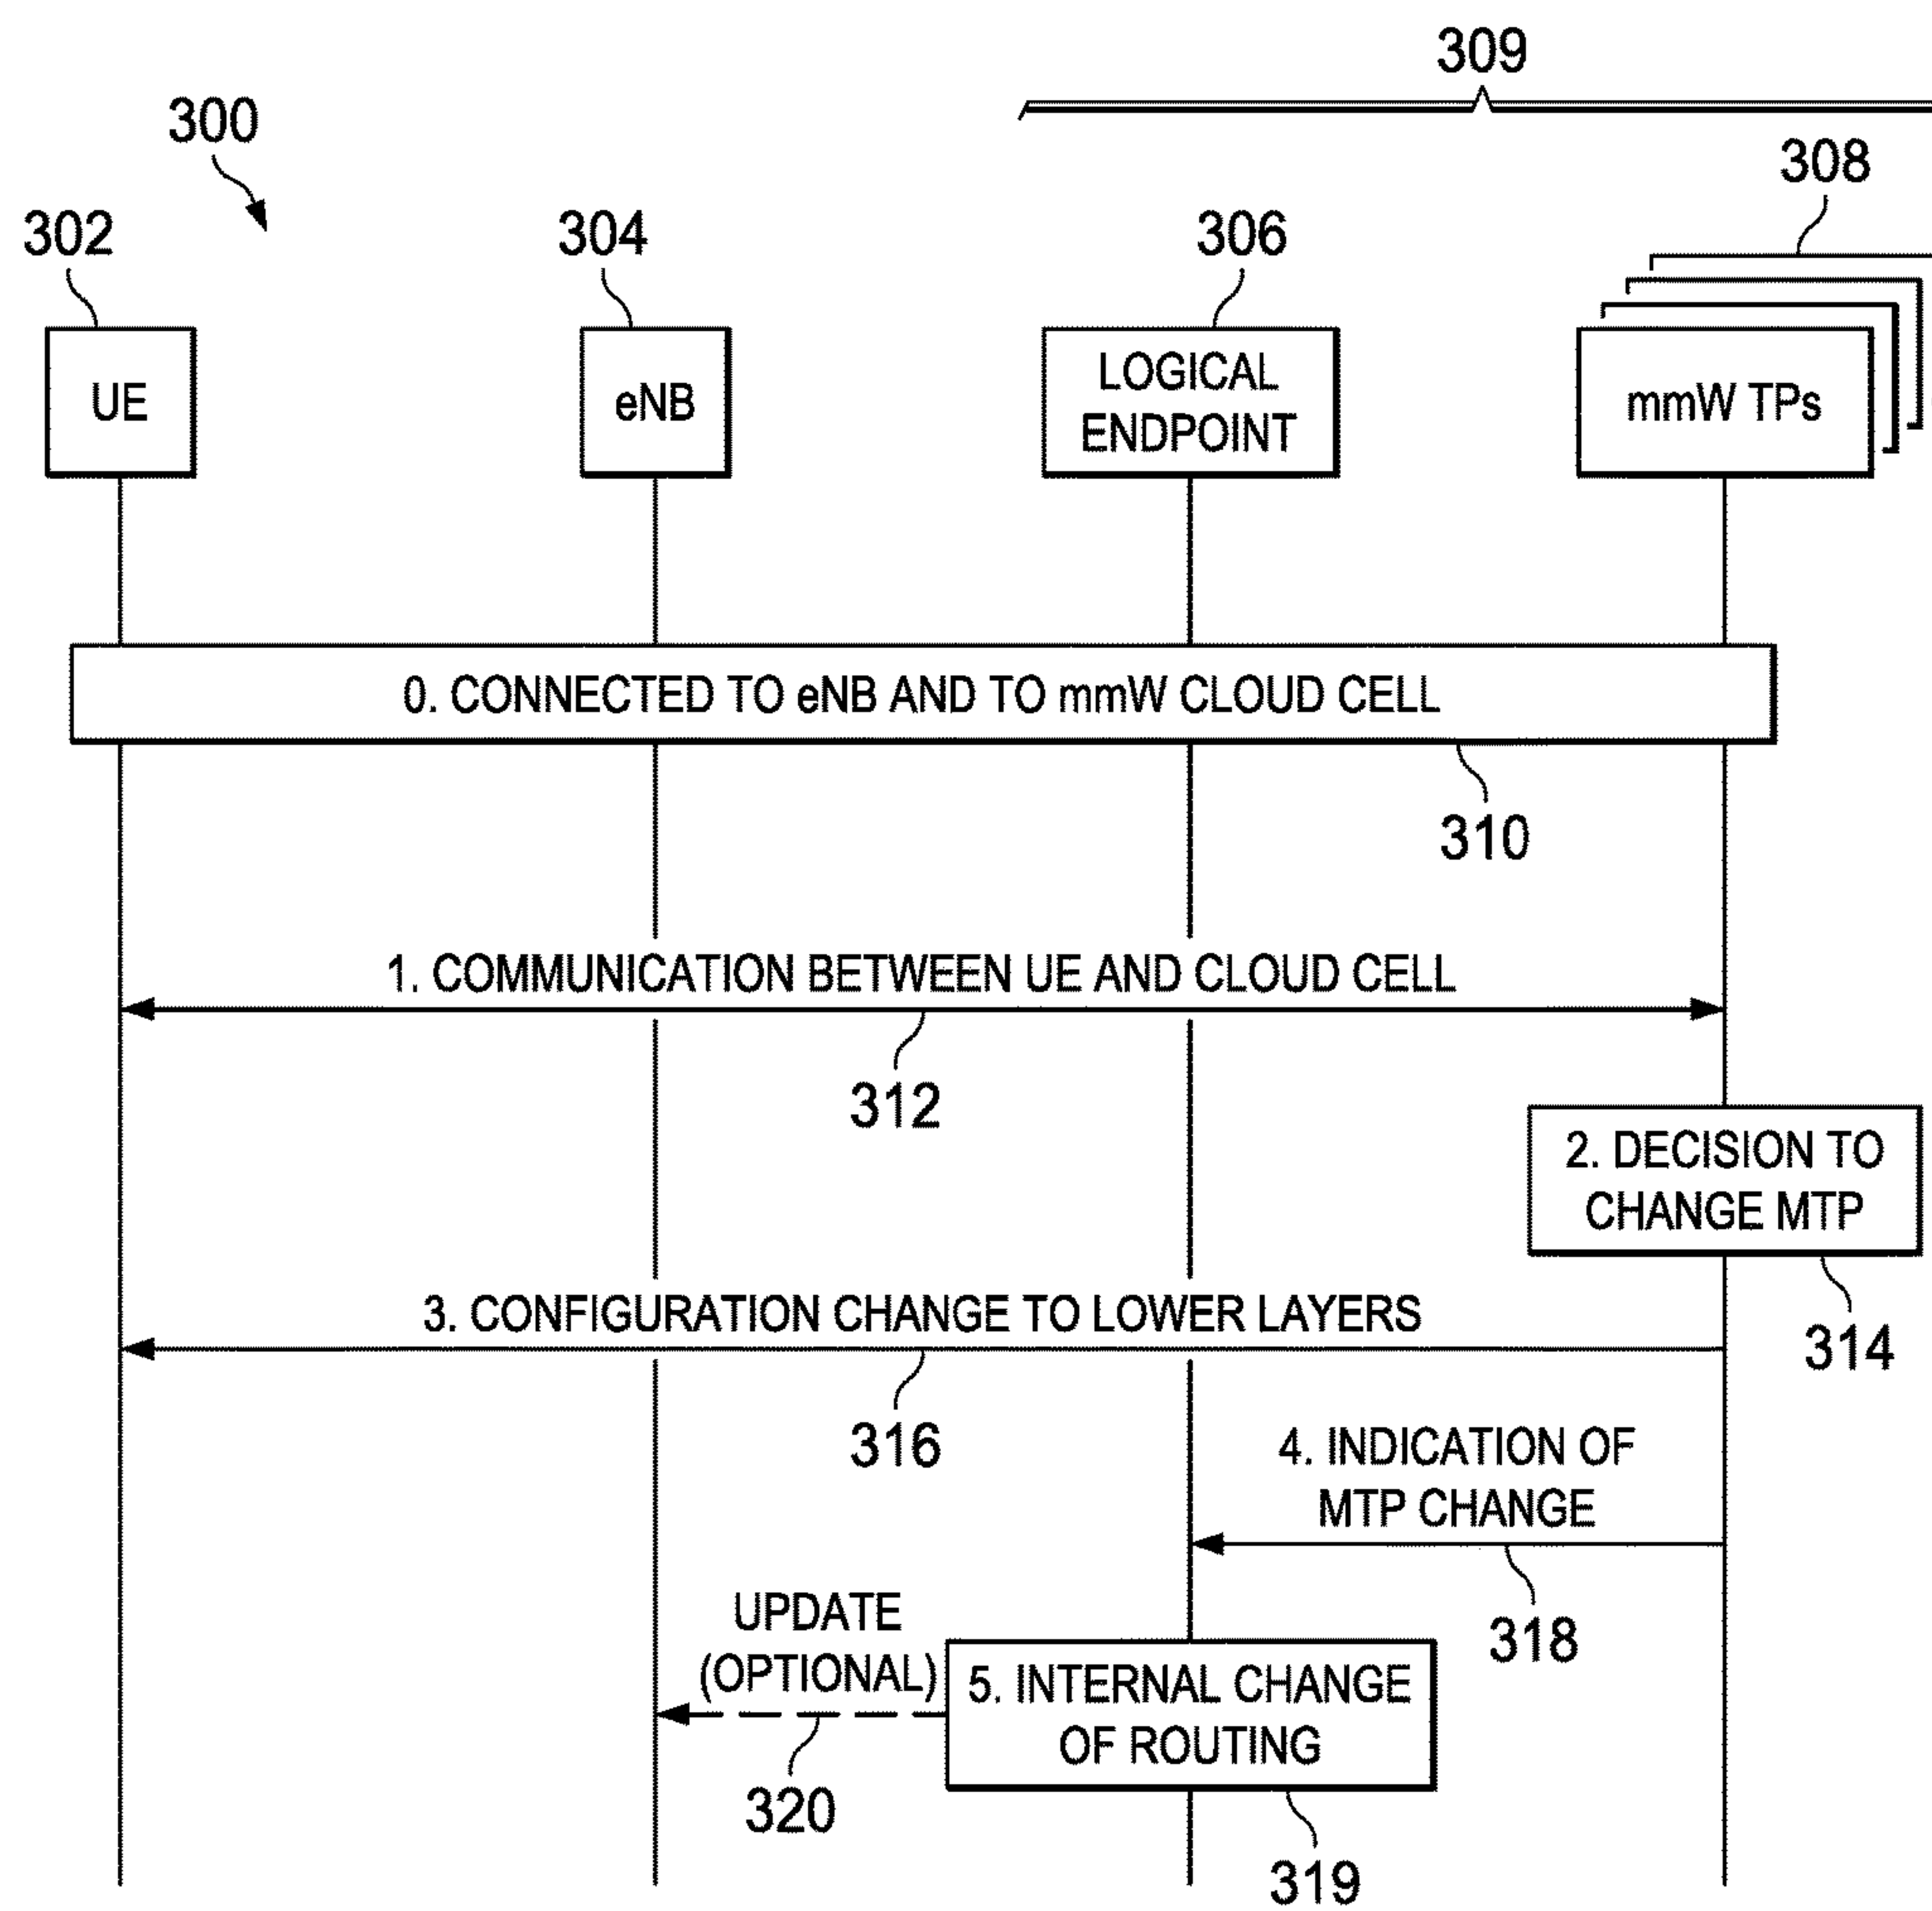 309
300
308
302
304
306
UE
eNB
LOGICAL
ENDPOINT
mmW TPs
0. CONNECTED TO eNB AND TO mmW CLOUD CELL
310
1. COMMUNICATION BETWEEN UE AND CLOUD CELL
312
2. DECISION TO
CHANGE MTP
314
3. CONFIGURATION CHANGE TO LOWER LAYERS
316
4. INDICATION OF
MTP CHANGE
318
UPDATE
(OPTIONAL)
320
5. INTERNAL CHANGE
OF ROUTING
319